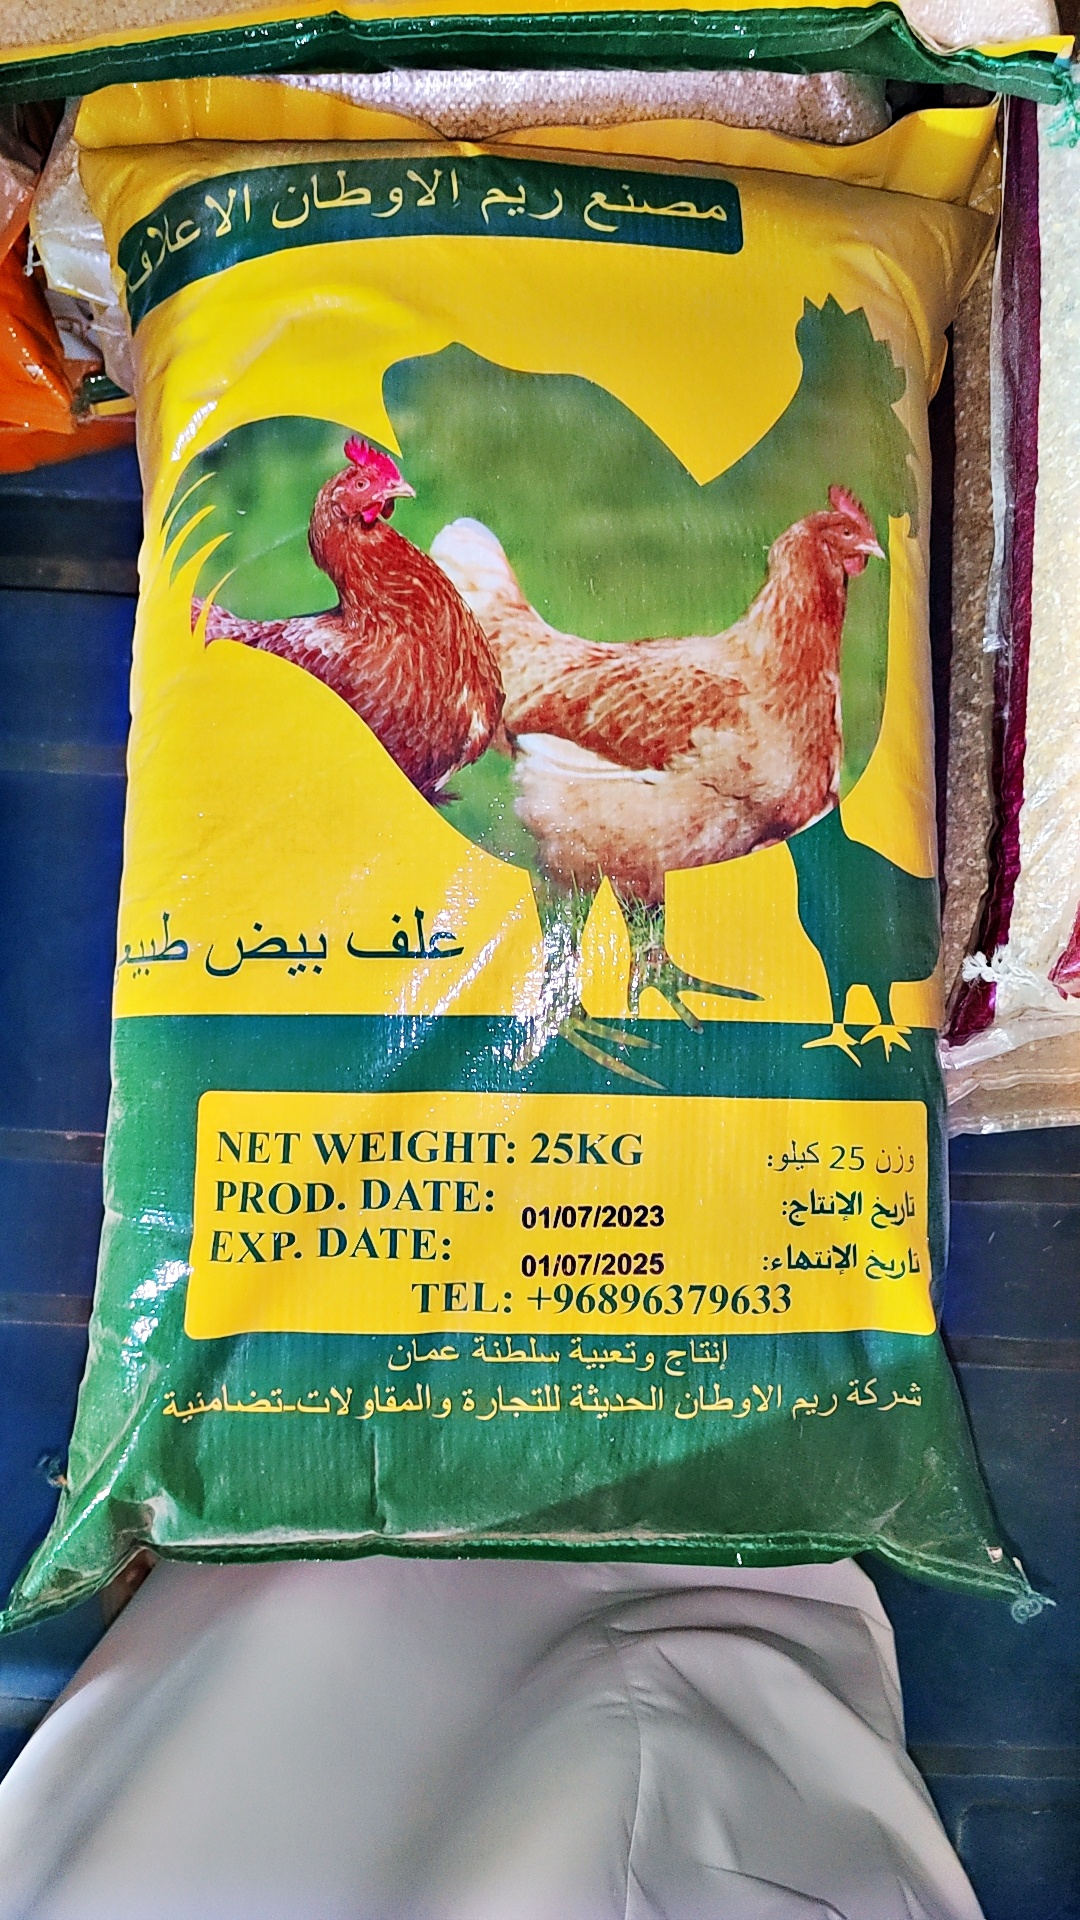 مصنع ريم الاوطان الاعلاف
علف بيض
NET WEIGHT: 25KG وزن 25 كيلو:
PROD. DATE: 01/07/2023 تاريخ الإنتاج:
EXP. DATE: 01/07/2025 تاريخ الإنتهاء:
TEL: +96896379633
إنتاج وتعبية سلطنة عمان
شركة ريم الاوطان الحديثة للتجارة والمقاولات-تضامنية